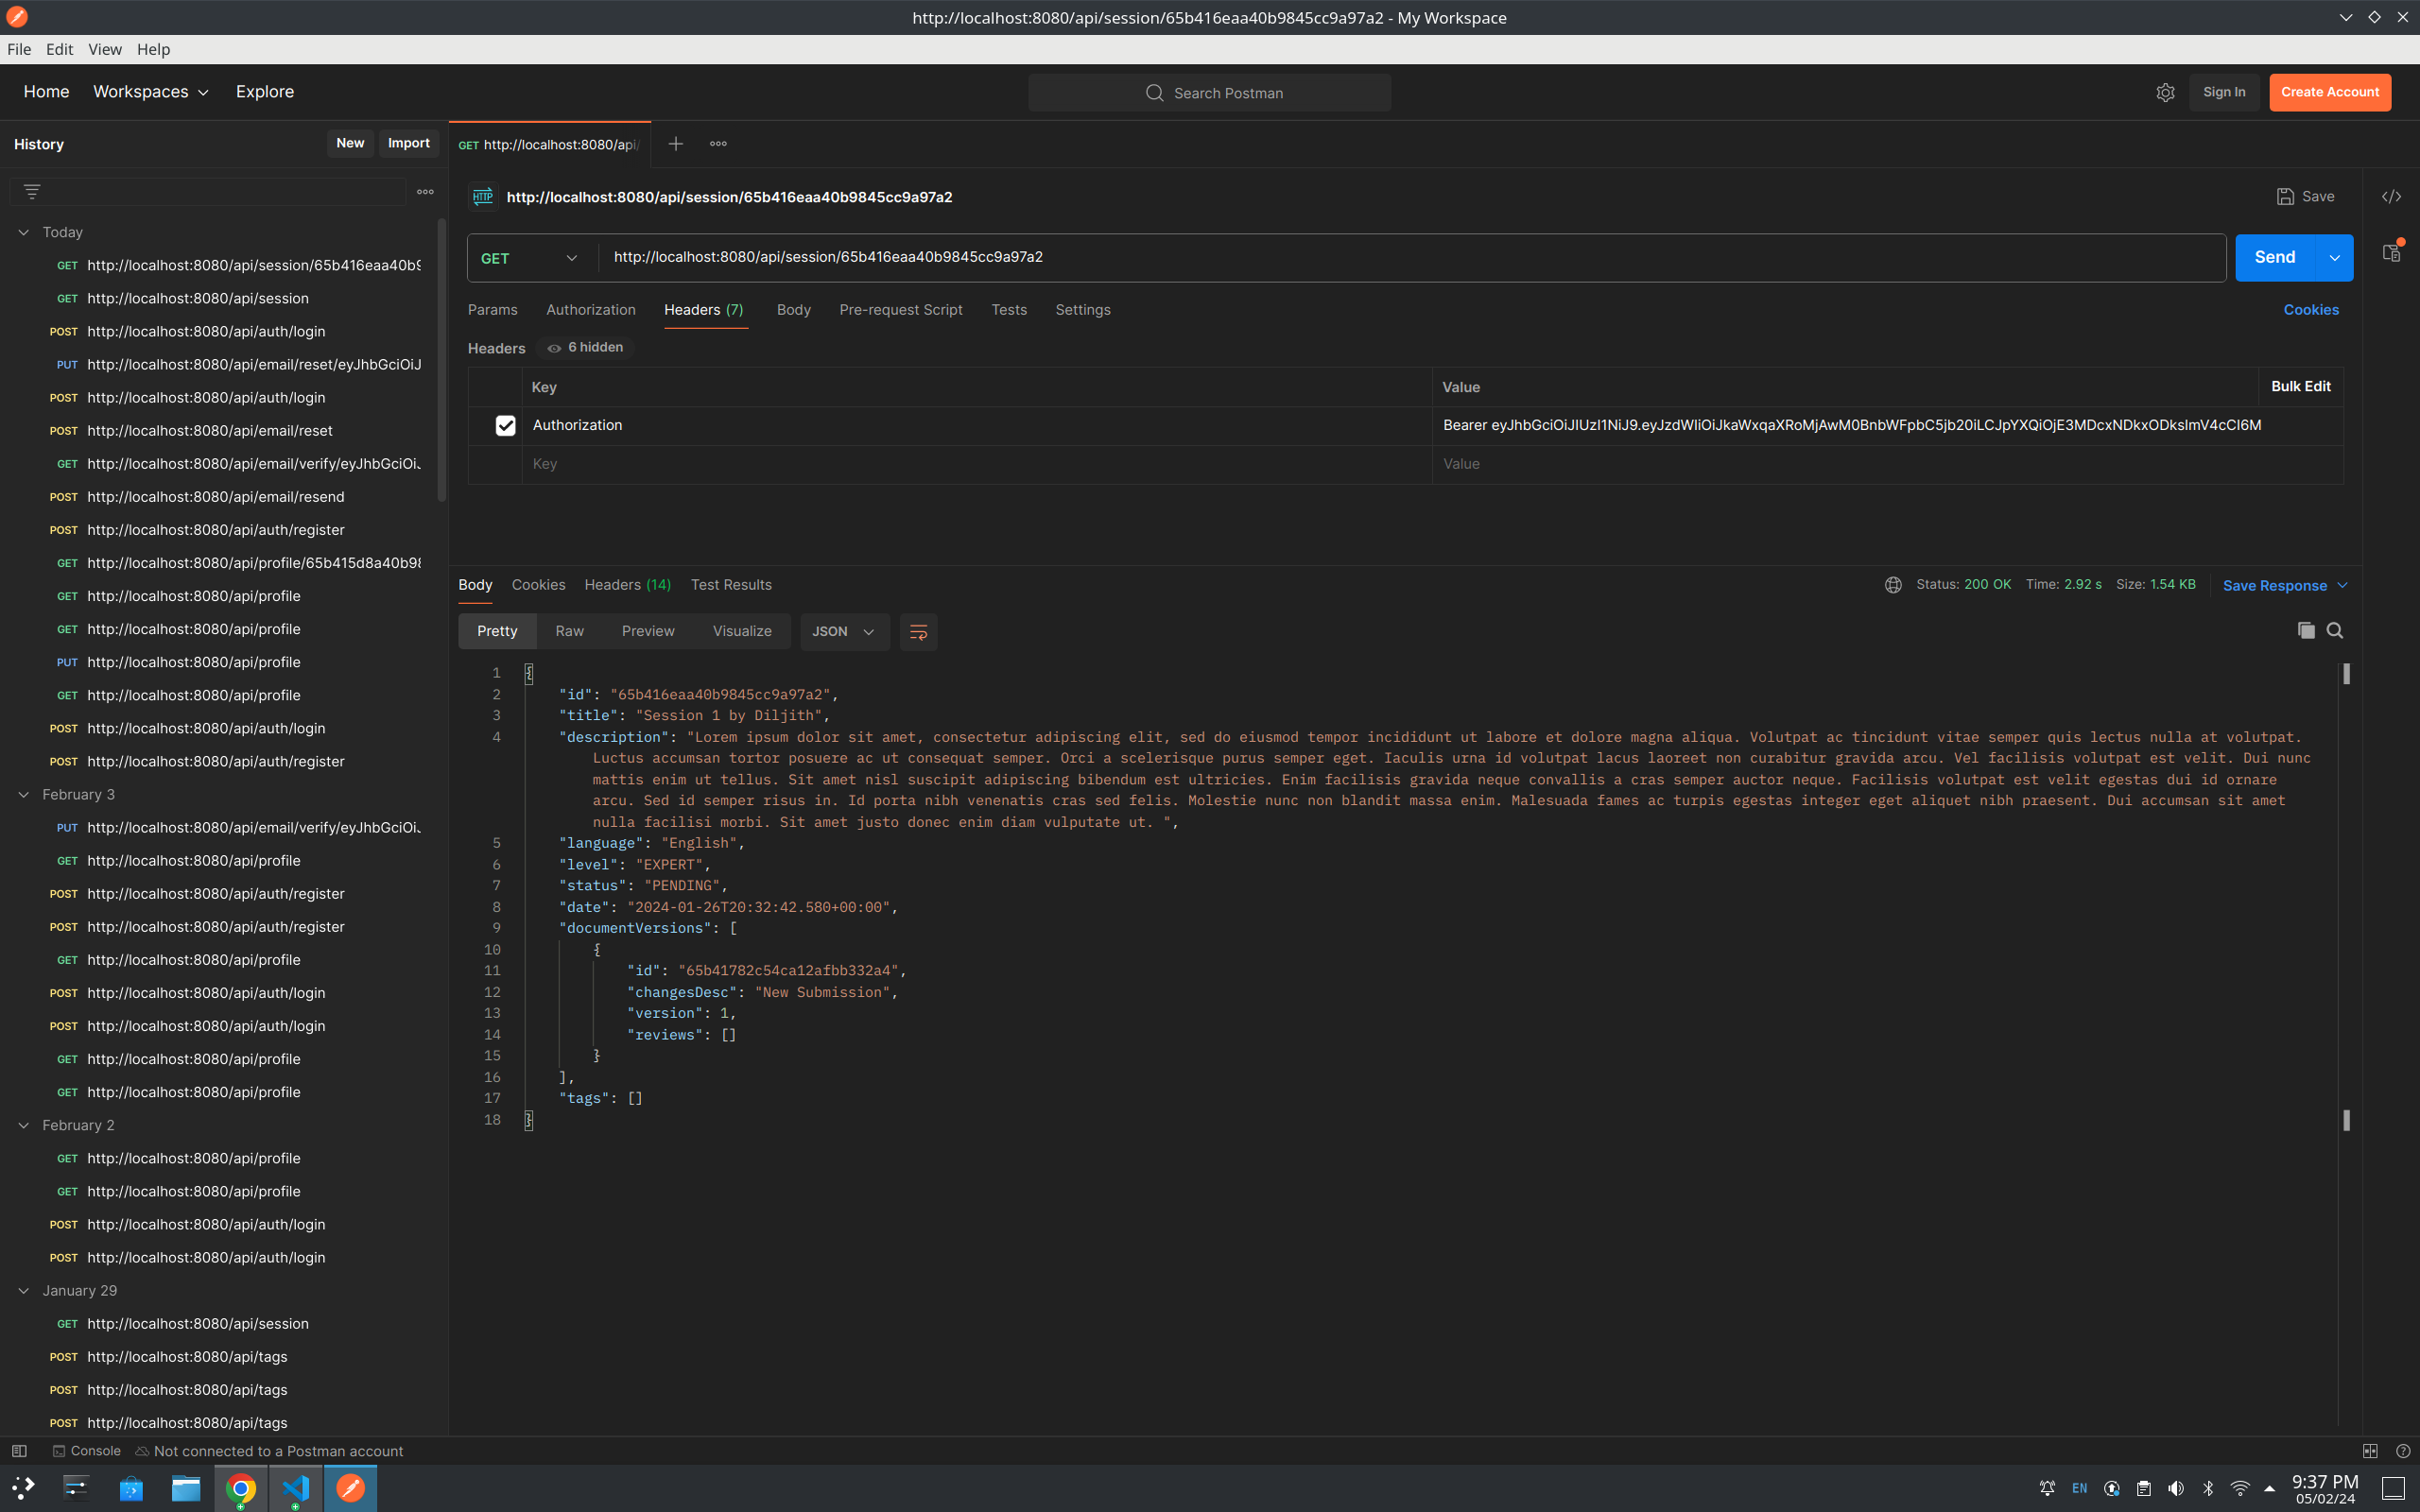 http://localhost:8080/api/session/65b416eaa40b9845cc9a97a2 - My Workspace
File Edit View Help
Home Workspaces Explore
Search Postman
Sign In Create Account
History New Import
GET http://localhost:8080/api/
http://localhost:8080/api/session/65b416eaa40b9845cc9a97a2
Save
GET http://localhost:8080/api/session/65b416eaa40b9845cc9a97a2
Send
Params Authorization Headers (7) Body Pre-request Script Tests Settings
Cookies
Headers 6 hidden
Key Value Bulk Edit
Authorization Bearer eyJhbGciOiJIUzI1NiJ9.eyJzdWIiOiJkaWxqaXRoMjAwM0BnbWFpbC5jb20iLCJpYXQiOjE3MDcxNDkxODksImV4cCI6M
Key Value
Today
GET http://localhost:8080/api/session/65b416eaa40b9
GET http://localhost:8080/api/session
POST http://localhost:8080/api/auth/login
PUT http://localhost:8080/api/email/reset/eyJhbGciOiJ
POST http://localhost:8080/api/auth/login
POST http://localhost:8080/api/email/reset
GET http://localhost:8080/api/email/verify/eyJhbGciOiJ
POST http://localhost:8080/api/email/resend
POST http://localhost:8080/api/auth/register
GET http://localhost:8080/api/profile/65b415d8a40b98
GET http://localhost:8080/api/profile
GET http://localhost:8080/api/profile
PUT http://localhost:8080/api/profile
GET http://localhost:8080/api/profile
POST http://localhost:8080/api/auth/login
POST http://localhost:8080/api/auth/register
February 3
PUT http://localhost:8080/api/email/verify/eyJhbGciOiJ
GET http://localhost:8080/api/profile
POST http://localhost:8080/api/auth/register
POST http://localhost:8080/api/auth/register
GET http://localhost:8080/api/profile
POST http://localhost:8080/api/auth/login
POST http://localhost:8080/api/auth/login
GET http://localhost:8080/api/profile
GET http://localhost:8080/api/profile
February 2
GET http://localhost:8080/api/profile
GET http://localhost:8080/api/profile
POST http://localhost:8080/api/auth/login
POST http://localhost:8080/api/auth/login
January 29
GET http://localhost:8080/api/session
POST http://localhost:8080/api/tags
POST http://localhost:8080/api/tags
POST http://localhost:8080/api/tags
Body Cookies Headers (14) Test Results
Status: 200 OK Time: 2.92 s Size: 1.54 KB Save Response
Pretty Raw Preview Visualize JSON
1 {
2 "id": "65b416eaa40b9845cc9a97a2",
3 "title": "Session 1 by Diljith",
4 "description": "Lorem ipsum dolor sit amet, consectetur adipiscing elit, sed do eiusmod tempor incididunt ut labore et dolore magna aliqua. Volutpat ac tincidunt vitae semper quis lectus nulla at volutpat.
Luctus accumsan tortor posuere ac ut consequat semper. Orci a scelerisque purus semper eget. Iaculis urna id volutpat lacus laoreet non curabitur gravida arcu. Vel facilisis volutpat est velit. Dui nunc
mattis enim ut tellus. Sit amet nisl suscipit adipiscing bibendum est ultricies. Enim facilisis gravida neque convallis a cras semper auctor neque. Facilisis volutpat est velit egestas dui id ornare
arcu. Sed id semper risus in. Id porta nibh venenatis cras sed felis. Molestie nunc non blandit massa enim. Malesuada fames ac turpis egestas integer eget aliquet nibh praesent. Dui accumsan sit amet
nulla facilisi morbi. Sit amet justo donec enim diam vulputate ut. ",
5 "language": "English",
6 "level": "EXPERT",
7 "status": "PENDING",
8 "date": "2024-01-26T20:32:42.580+00:00",
9 "documentVersions": [
10 {
11 "id": "65b41782c54ca12afbb332a4",
12 "changesDesc": "New Submission",
13 "version": 1,
14 "reviews": []
15 }
16 ],
17 "tags": []
18 }
Console Not connected to a Postman account
EN
9:37 PM
05/02/24